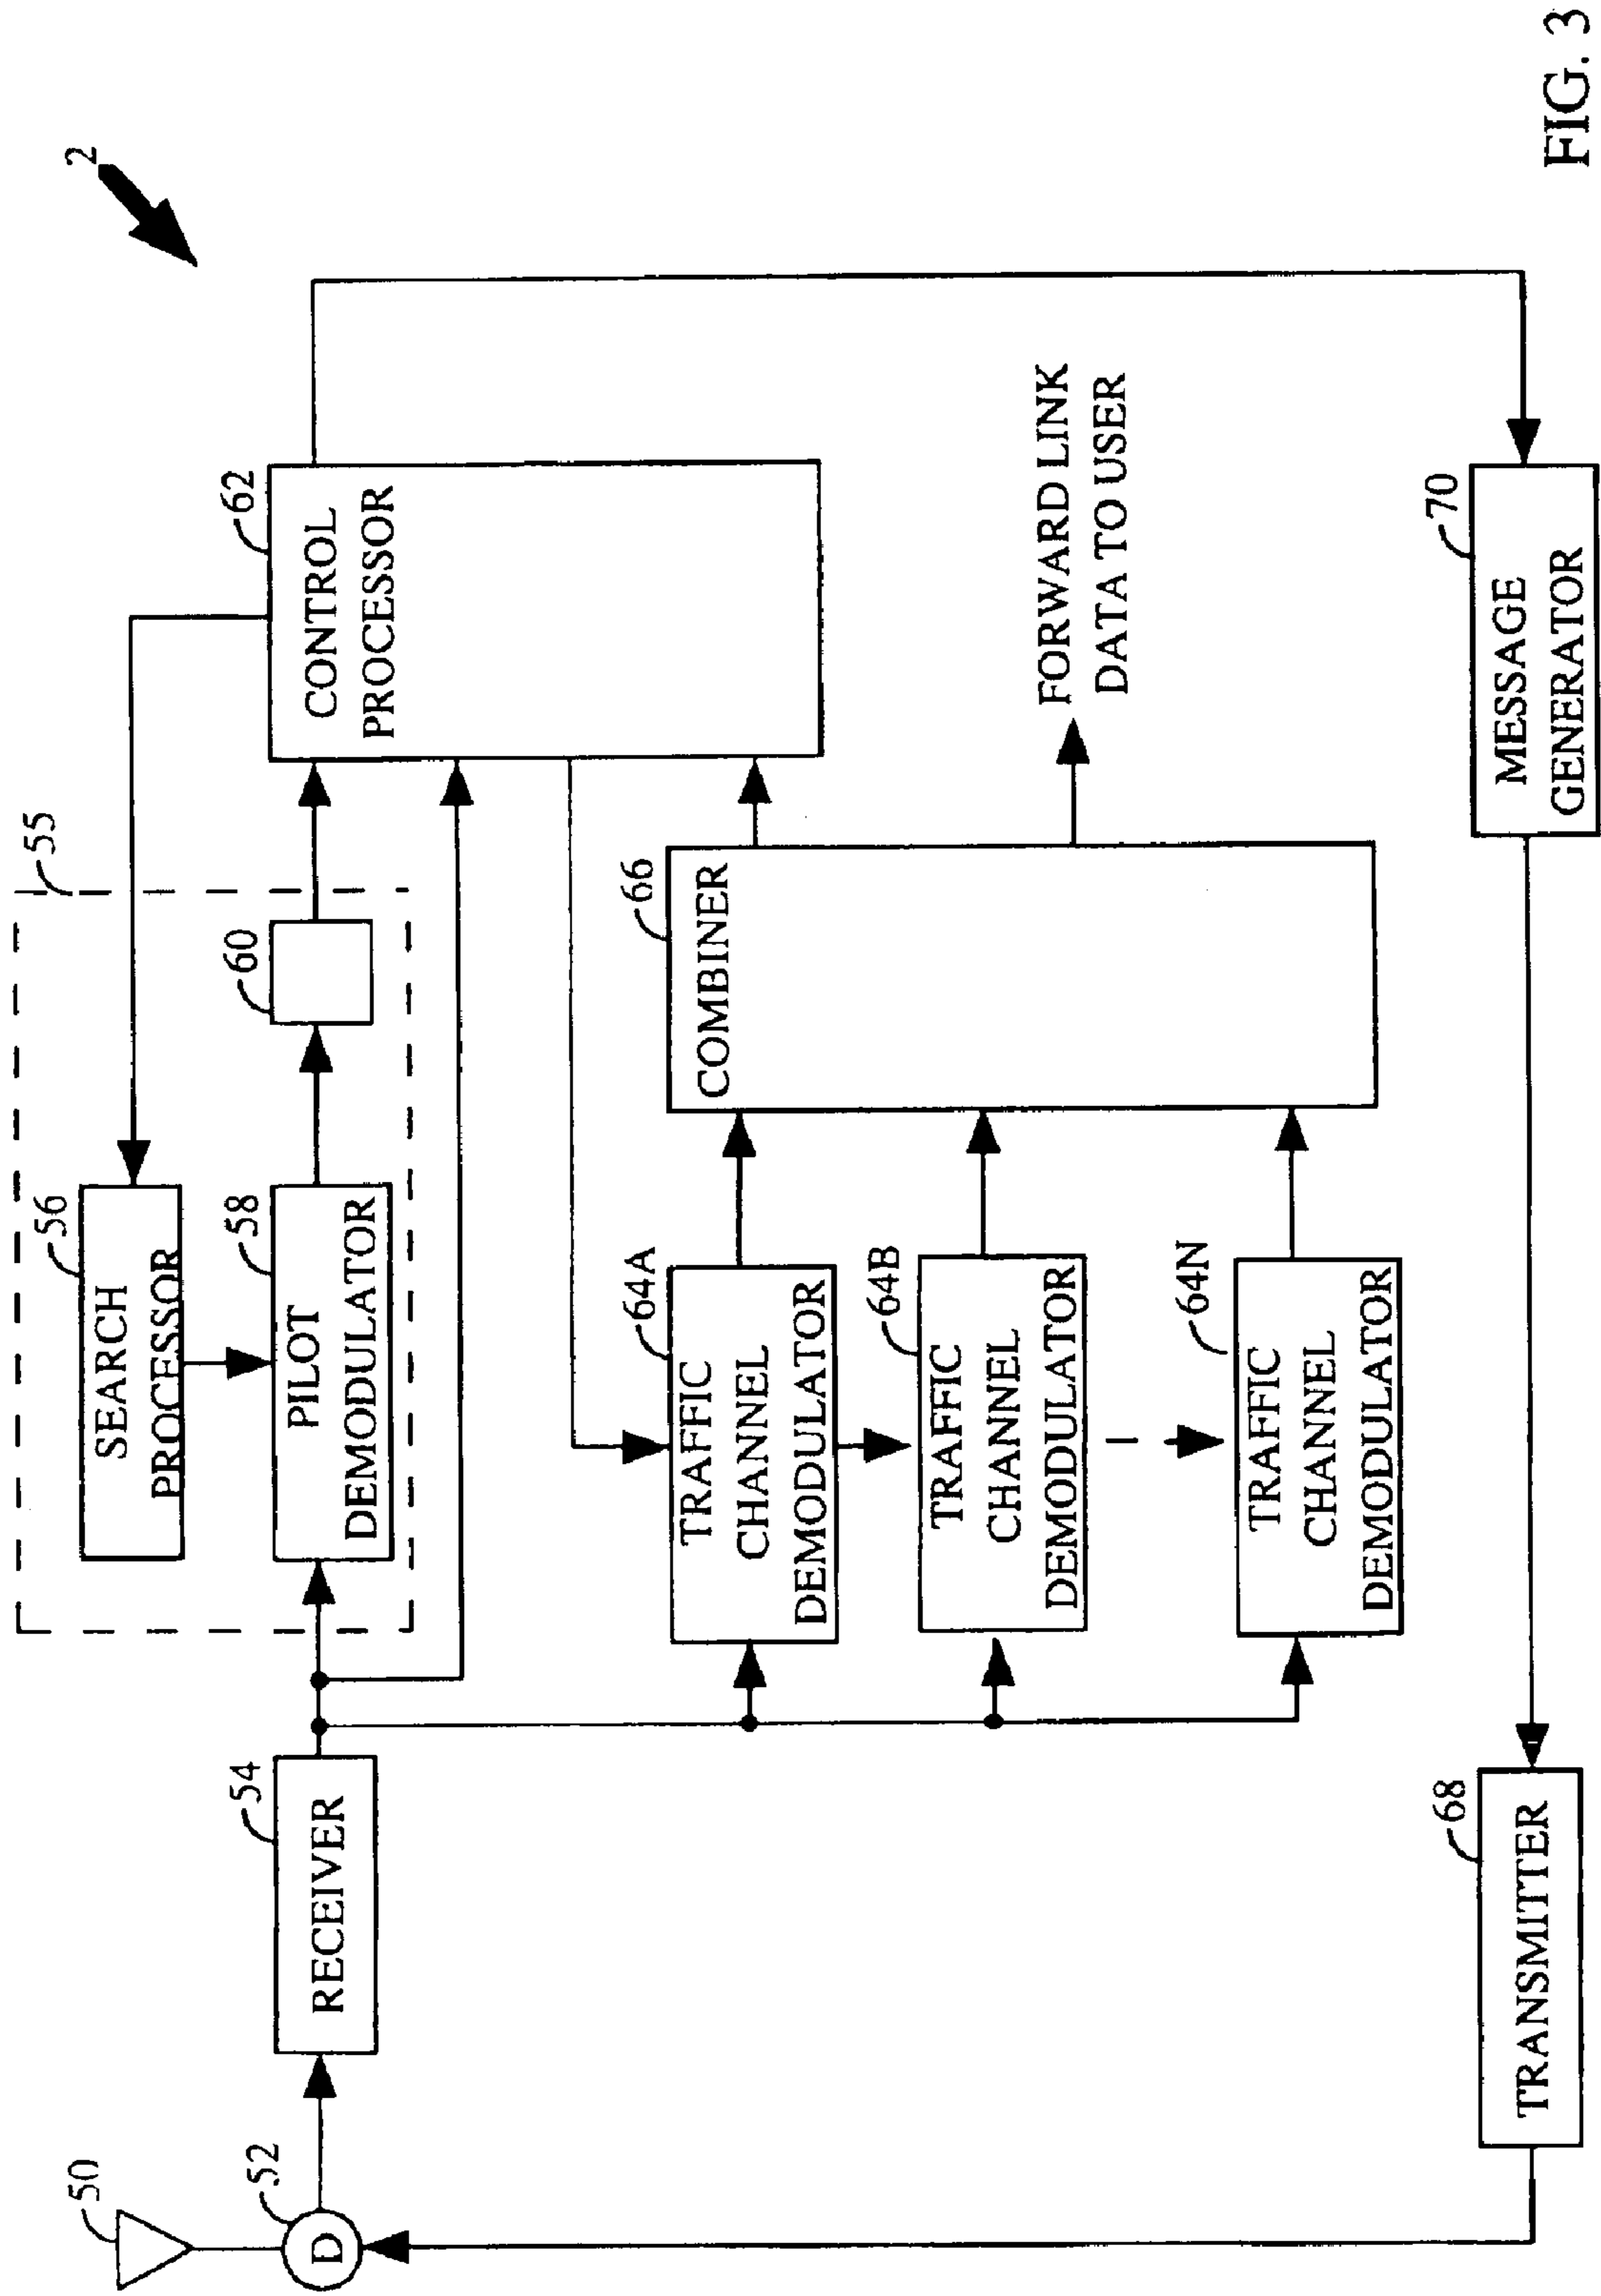 2
50
52
D
54
RECEIVER
55
56
SEARCH
PROCESSOR
58
PILOT
DEMODULATOR
60
62
CONTROL
PROCESSOR
64A
TRAFFIC
CHANNEL
DEMODULATOR
64B
TRAFFIC
CHANNEL
DEMODULATOR
64N
TRAFFIC
CHANNEL
DEMODULATOR
66
COMBINER
FORWARD LINK
DATA TO USER
68
TRANSMITTER
70
MESSAGE
GENERATOR
FIG. 3